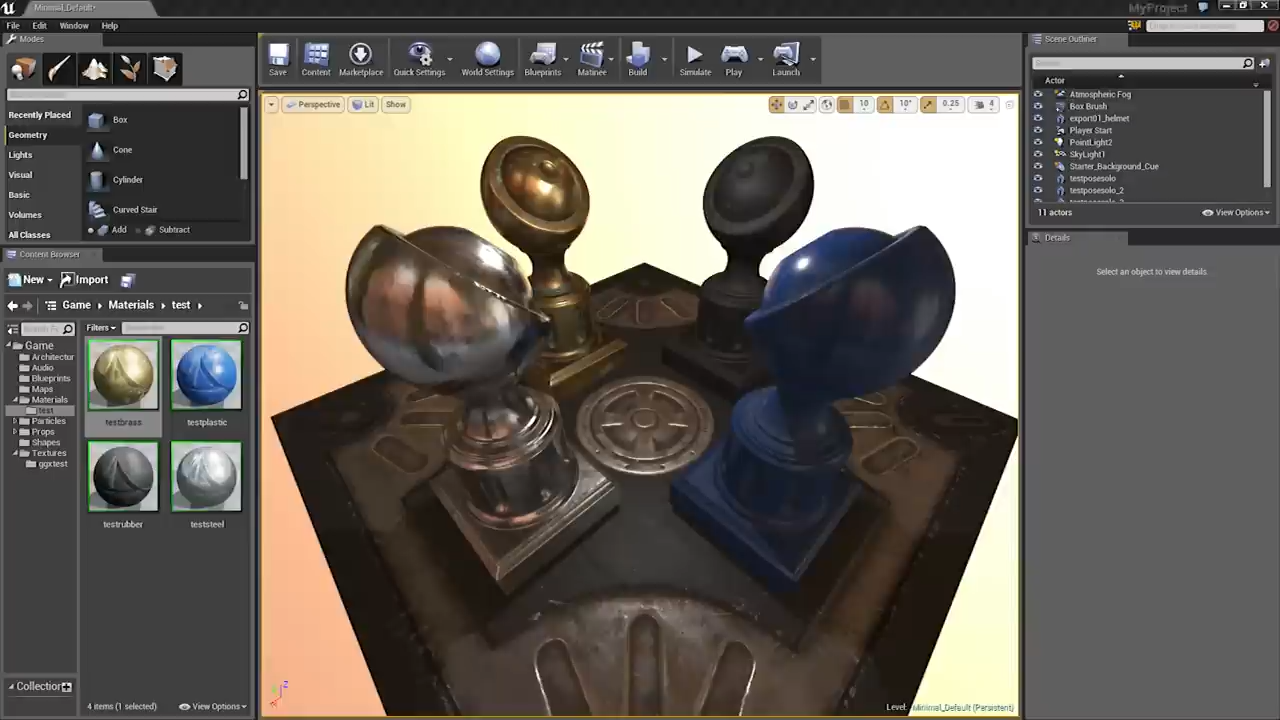 Minimal_Default*
MyProject
File Edit Window Help
Modes
Recently Placed
Geometry
Lights
Visual
Basic
Volumes
All Classes
Box
Cone
Cylinder
Curved Stair
Add Subtract
Content Browser
New Import
Game Materials test
Filters
Game
Architectur
Audio
Blueprints
Maps
Materials
test
Particles
Props
Shapes
Textures
ggxtest
testbrass
testplastic
testrubber
teststeel
Collection
4 items (1 selected) View Options
Save Content Marketplace Quick Settings World Settings Blueprints Matinee Build Simulate Play Launch
Perspective Lit Show
10 10° 0.25 4
Level: Minimal_Default (Persistent)
Scene Outliner
Actor
Atmospheric Fog
Box Brush
export01_helmet
Player Start
PointLight2
SkyLight1
Starter_Background_Cue
testposesolo
testposesolo_2
11 actors View Options
Details
Select an object to view details